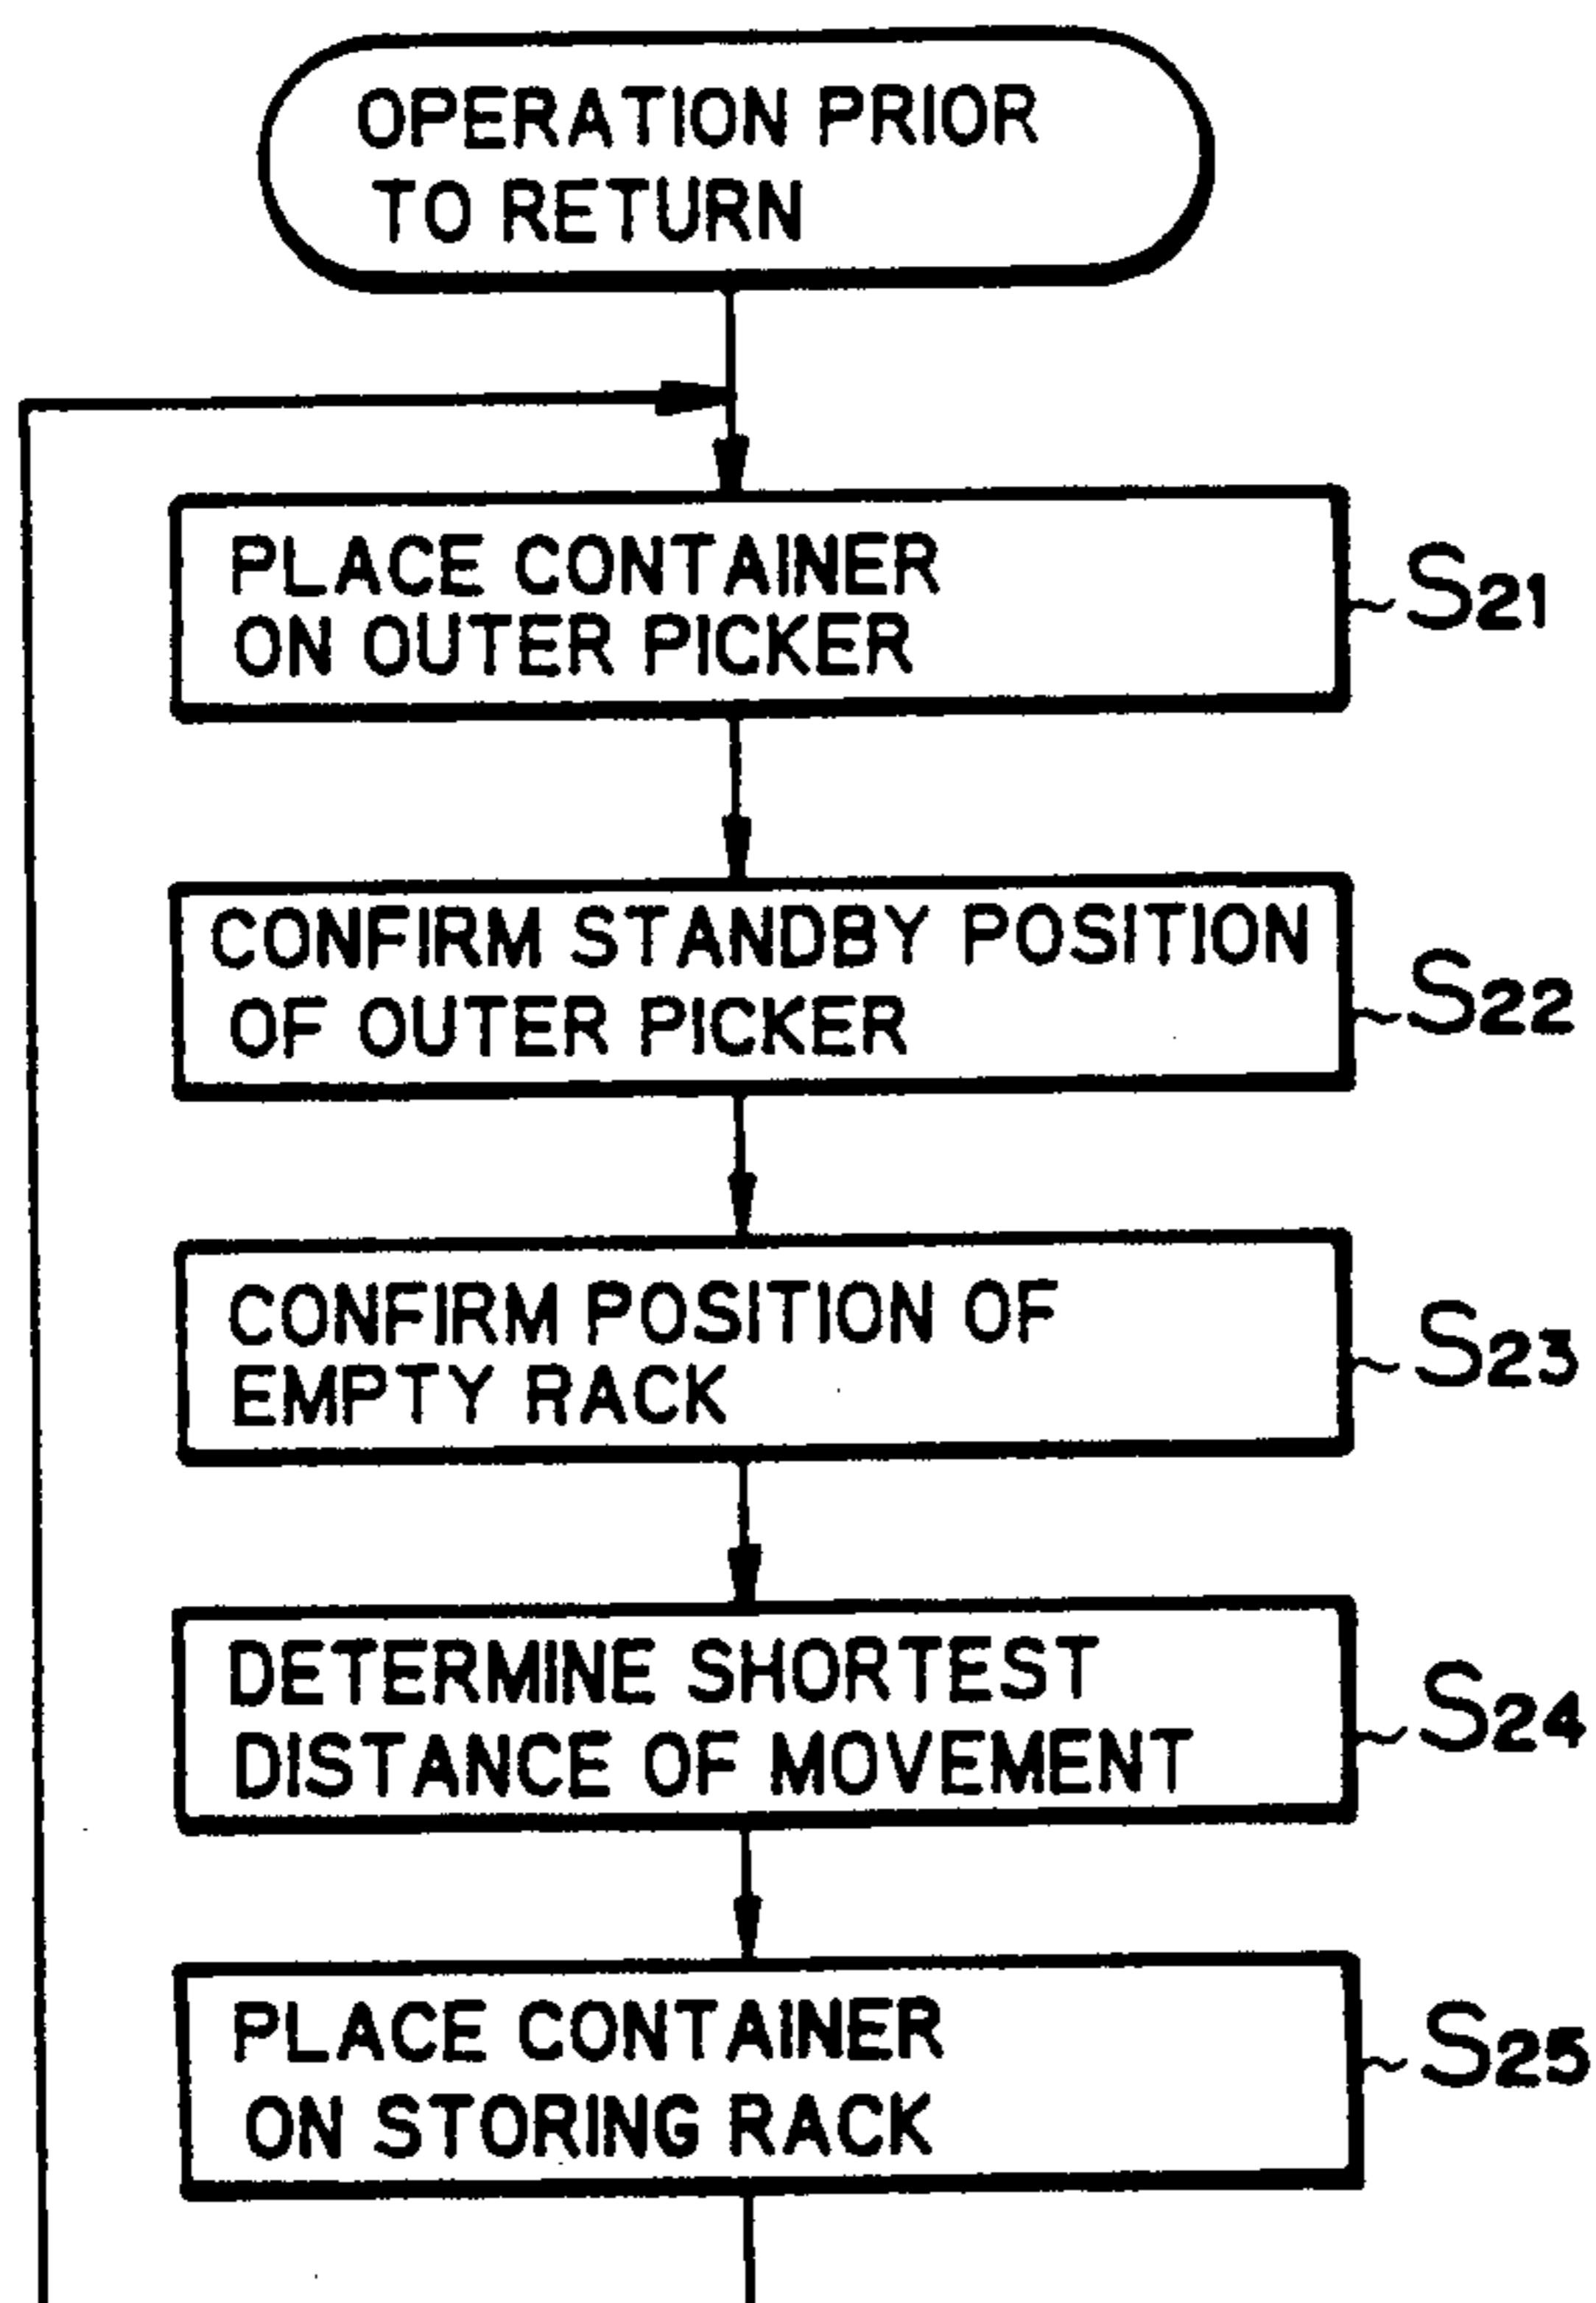 OPERATION PRIOR
TO RETURN
PLACE CONTAINER
ON OUTER PICKER
S21
CONFIRM STANDBY POSITION
OF OUTER PICKER
S22
CONFIRM POSITION OF
EMPTY RACK
S23
DETERMINE SHORTEST
DISTANCE OF MOVEMENT
S24
PLACE CONTAINER
ON STORING RACK
S25